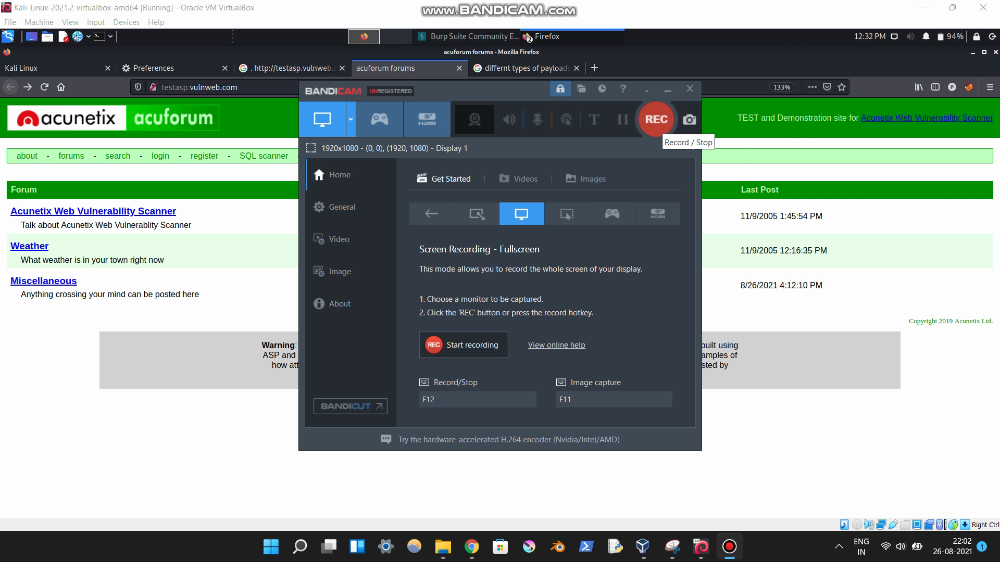 Kali-Linux-2021.2-virtualbox-amd64 [Running] - Oracle VM VirtualBox
www.BANDICAM.com
File Machine View Input Devices Help
Burp Suite Community E...
2 Firefox
12:32 PM
94%
acuforum forums - Mozilla Firefox
Kali Linux
Preferences
. http://testasp.vulnweb.c
acuforum forums
differnt types of payloads
testasp.vulnweb.com
133%
BANDICAM UNREGISTERED
acunetix acuforum
TEST and Demonstration site for Acunetix Web Vulnerability Scanner
HDMI
REC
Record / Stop
1920x1080 - (0, 0), (1920, 1080) - Display 1
about - forums - search - login - register - SQL scanner -
Home
General
Video
Image
About
BANDICUT
Get Started
Videos
Images
HDMI
Screen Recording - Fullscreen
This mode allows you to record the whole screen of your display.
1. Choose a monitor to be captured.
2. Click the 'REC' button or press the record hotkey.
REC Start recording
View online help
Record/Stop
Image capture
F12
F11
Try the hardware-accelerated H.264 encoder (Nvidia/Intel/AMD)
Forum
Last Post
Acunetix Web Vulnerability Scanner
Talk about Acunetix Web Vulnerablity Scanner
11/9/2005 1:45:54 PM
Weather
What weather is in your town right now
11/9/2005 12:16:35 PM
Miscellaneous
Anything crossing your mind can be posted here
8/26/2021 4:12:10 PM
Copyright 2019 Acunetix Ltd.
Warning:
built using
ASP and
amples of
how att
sted by
Right Ctrl
64
ENG
IN
22:02
26-08-2021
1